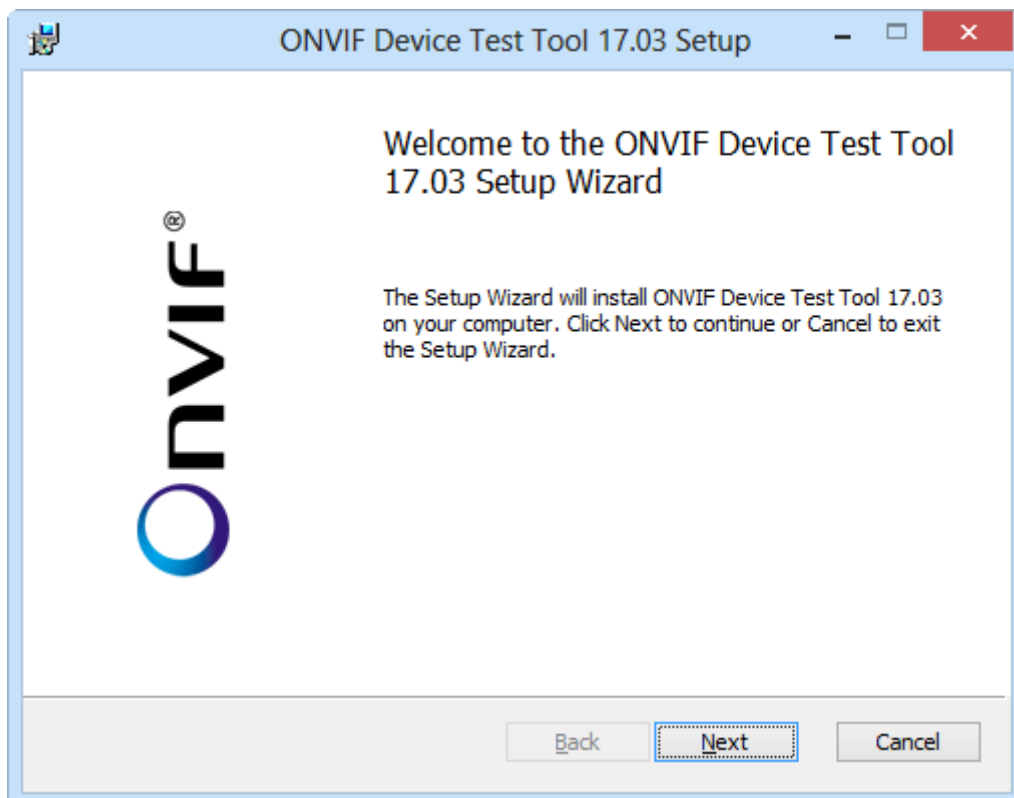 ONVIF Device Test Tool 17.03 Setup
Welcome to the ONVIF Device Test Tool
17.03 Setup Wizard
onvif®
The Setup Wizard will install ONVIF Device Test Tool 17.03
on your computer. Click Next to continue or Cancel to exit
the Setup Wizard.
Back Next Cancel